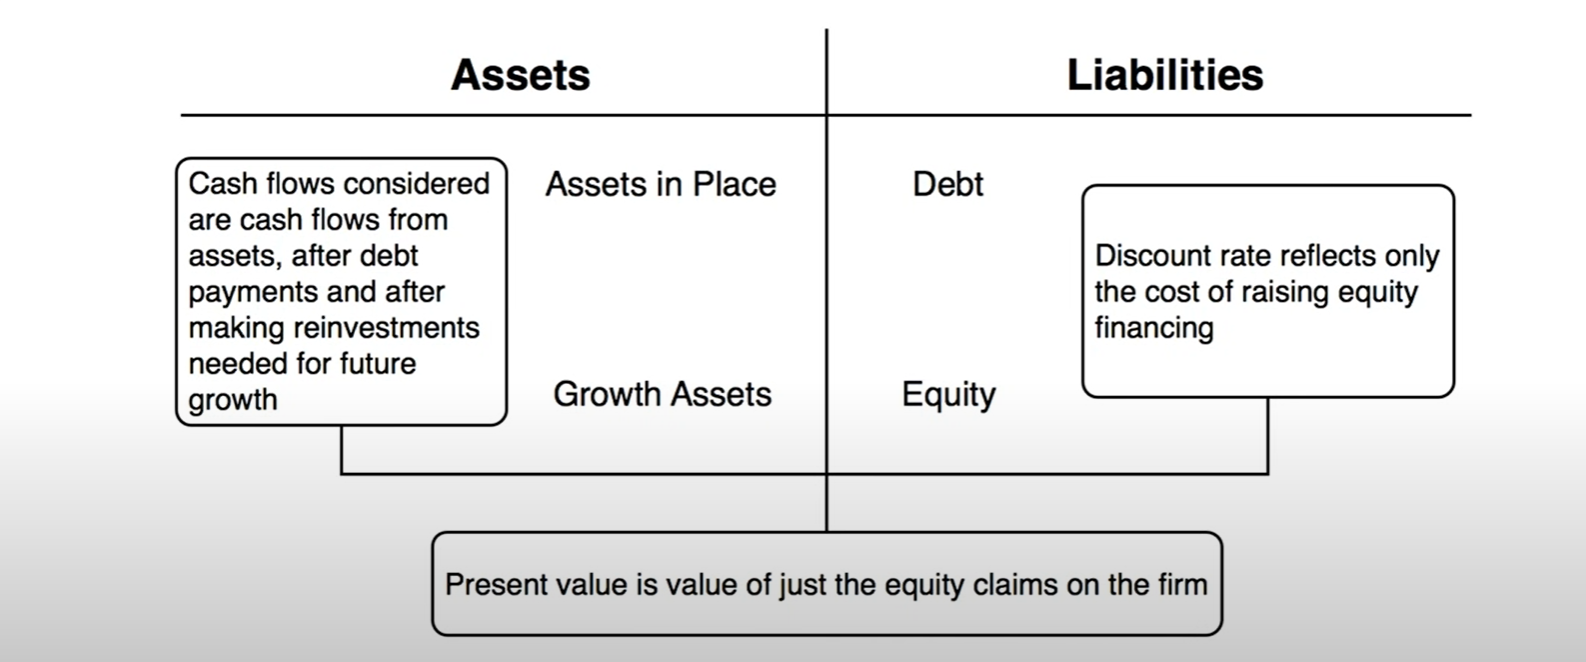 Assets
Liabilities
Cash flows considered
are cash flows from
assets, after debt
payments and after
making reinvestments
needed for future
growth
Assets in Place
Growth Assets
Debt
Equity
Discount rate reflects only
the cost of raising equity
financing
Present value is value of just the equity claims on the firm